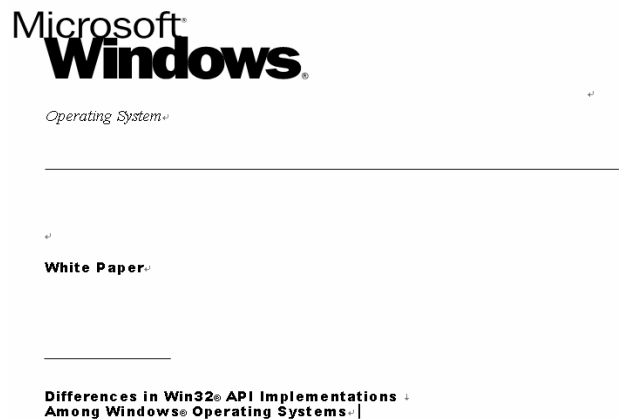 Microsoft®
Windows®
Operating System
White Paper
Differences in Win32® API Implementations
Among Windows® Operating Systems